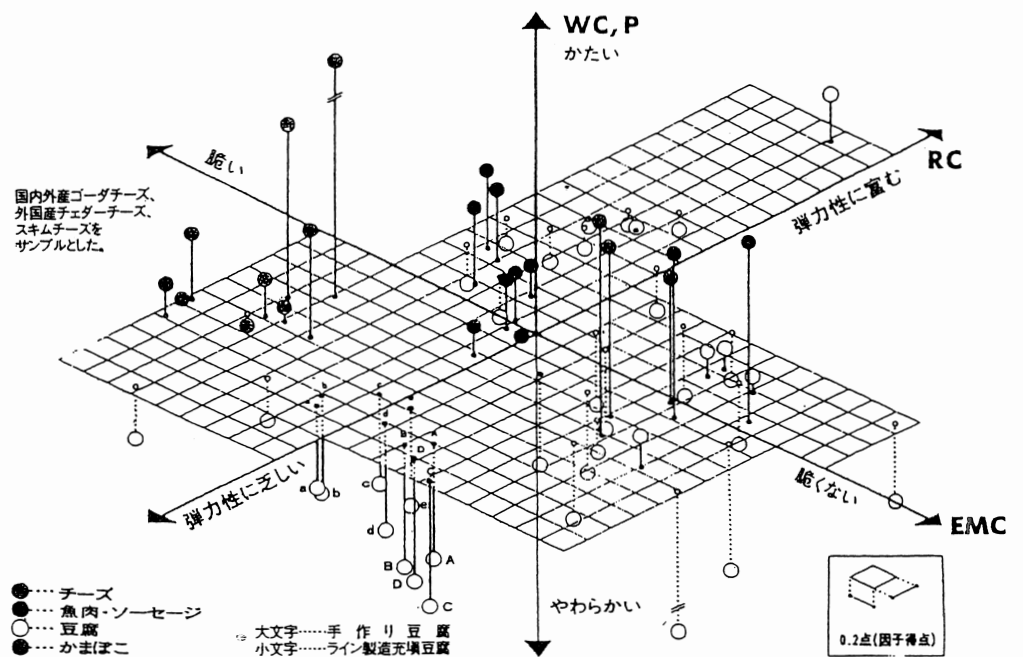 WC, P
かたい
RC
弾力性に富む
脆い
国内外産ゴーダチーズ、
外国産チェダーチーズ、
スキムチーズを
サンプルとした。
弾力性に乏しい
脆くない
EMC
a
b
c
d
e
A
B
C
D
b
a
c
d
B
A
D
C
やわらかい
チーズ
魚肉・ソーセージ
豆腐
かまぼこ
大文字……手作り豆腐
小文字……ライン製造充塡豆腐
0.2点(因子得点)